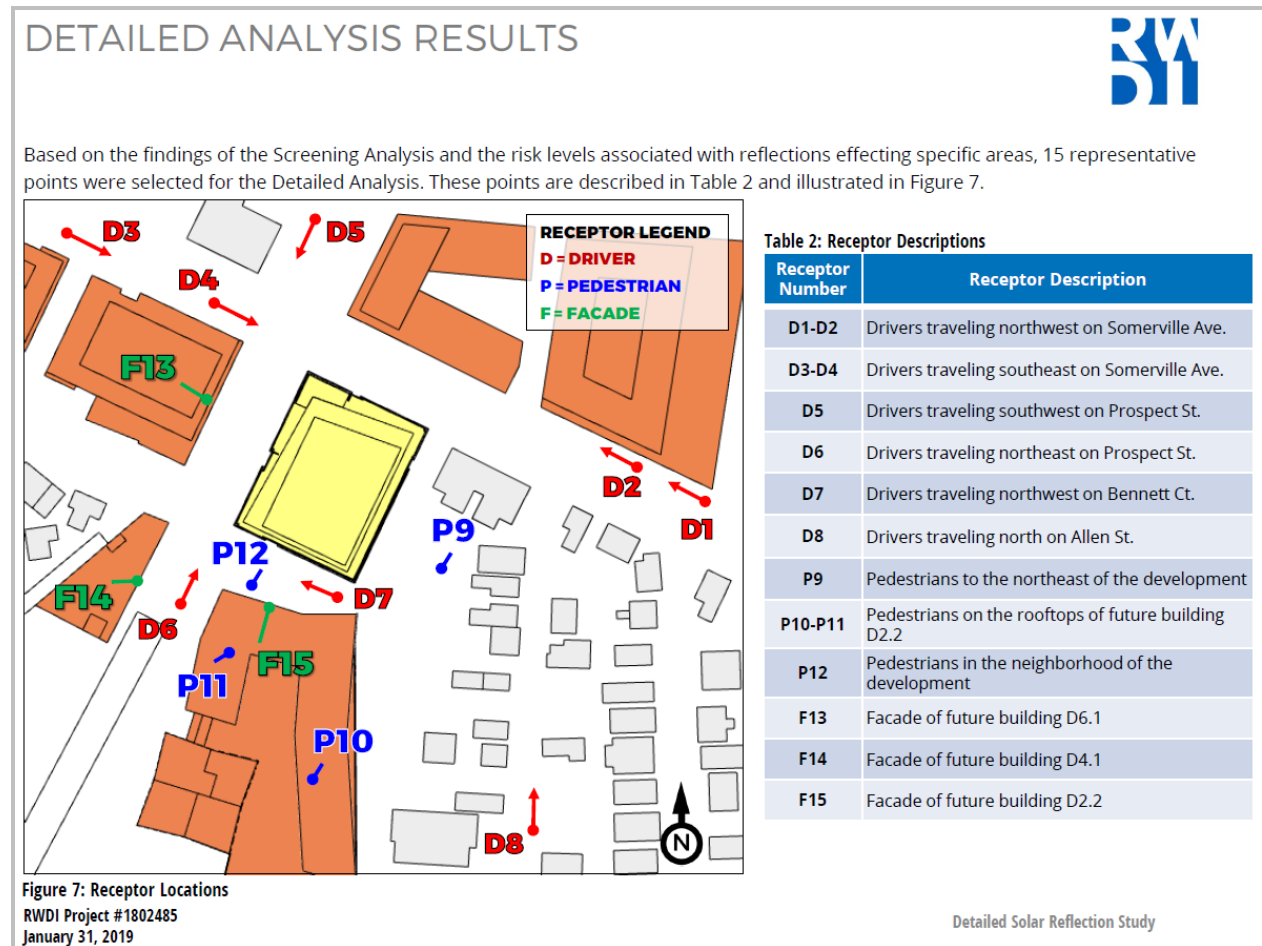 DETAILED ANALYSIS RESULTS
RWDI
Based on the findings of the Screening Analysis and the risk levels associated with reflections effecting specific areas, 15 representative
points were selected for the Detailed Analysis. These points are described in Table 2 and illustrated in Figure 7.
D3
D5
D4
F13
RECEPTOR LEGEND
D = DRIVER
P = PEDESTRIAN
F = FACADE
D2
D1
P9
P12
D7
F14
D6
F15
P11
P10
D8
N
Figure 7: Receptor Locations
Table 2: Receptor Descriptions
Receptor Number Receptor Description
D1-D2 Drivers traveling northwest on Somerville Ave.
D3-D4 Drivers traveling southeast on Somerville Ave.
D5 Drivers traveling southwest on Prospect St.
D6 Drivers traveling northeast on Prospect St.
D7 Drivers traveling northwest on Bennett Ct.
D8 Drivers traveling north on Allen St.
P9 Pedestrians to the northeast of the development
P10-P11 Pedestrians on the rooftops of future building
D2.2
P12 Pedestrians in the neighborhood of the
development
F13 Facade of future building D6.1
F14 Facade of future building D4.1
F15 Facade of future building D2.2
RWDI Project #1802485
January 31, 2019
Detailed Solar Reflection Study